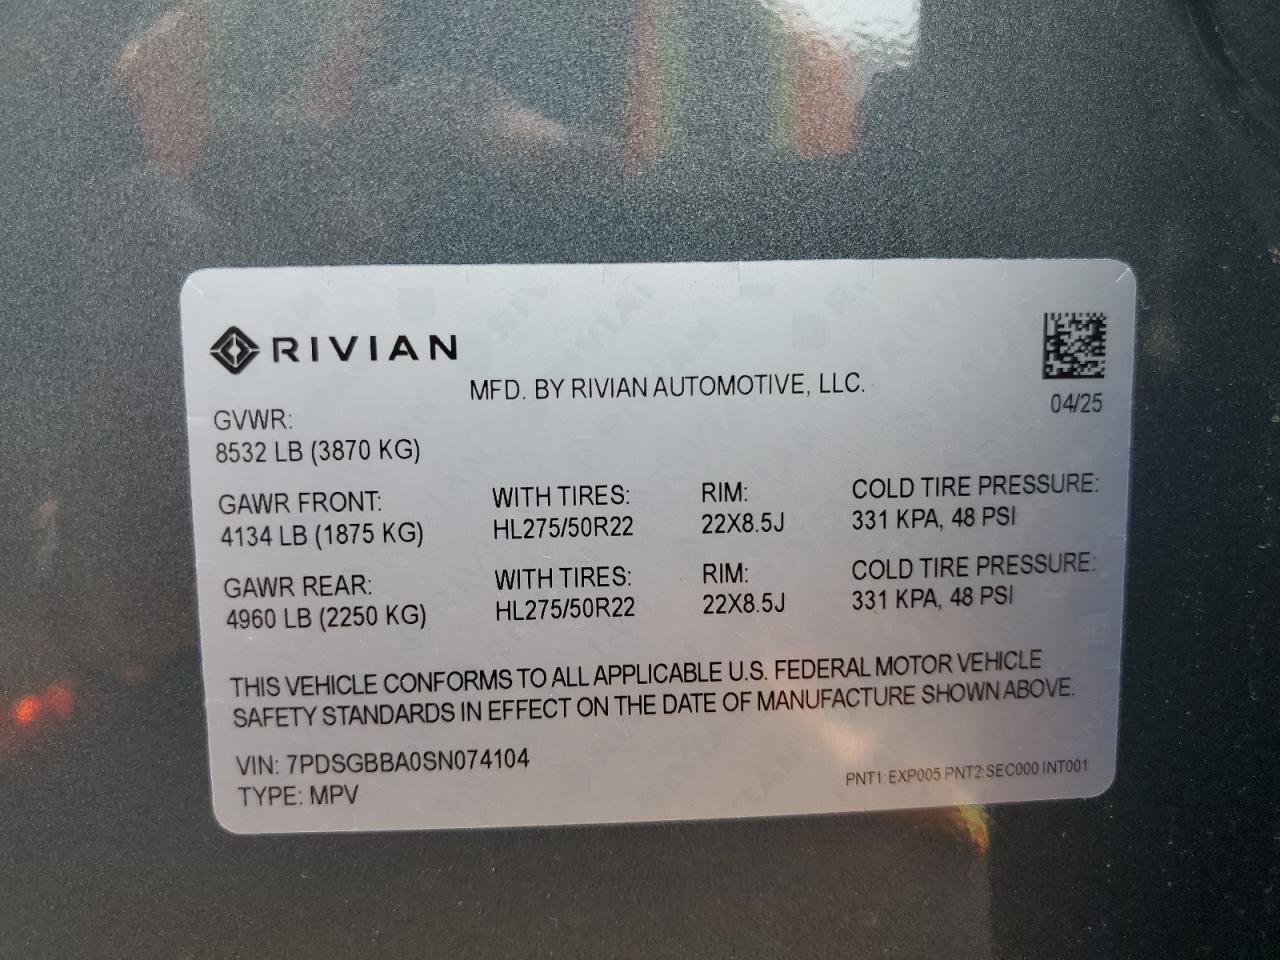 RIVIAN
MFD. BY RIVIAN AUTOMOTIVE, LLC.
04/25
GVWR:
8532 LB (3870 KG)
GAWR FRONT: WITH TIRES: RIM: COLD TIRE PRESSURE:
4134 LB (1875 KG) HL275/50R22 22X8.5J 331 KPA, 48 PSI
GAWR REAR: WITH TIRES: RIM: COLD TIRE PRESSURE:
4960 LB (2250 KG) HL275/50R22 22X8.5J 331 KPA, 48 PSI
THIS VEHICLE CONFORMS TO ALL APPLICABLE U.S. FEDERAL MOTOR VEHICLE
SAFETY STANDARDS IN EFFECT ON THE DATE OF MANUFACTURE SHOWN ABOVE.
VIN: 7PDSGBBA0SN074104
TYPE: MPV
PNT1: EXP005 PNT2: SEC000 INT001